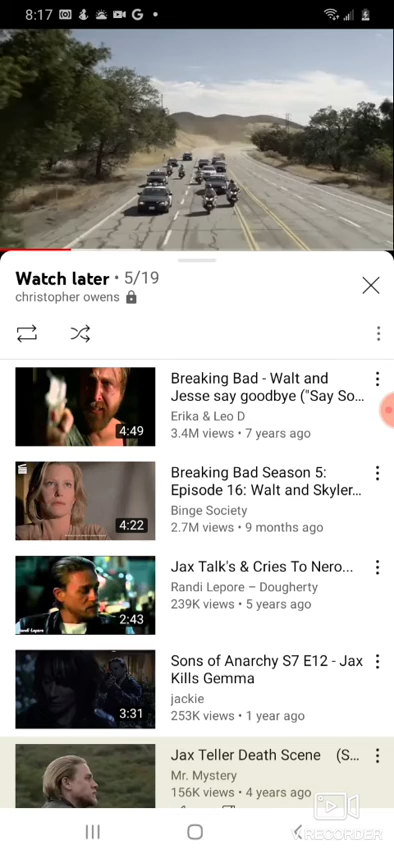 8:17
Watch later • 5/19
christopher owens
4:49
Breaking Bad - Walt and
Jesse say goodbye ("Say So...
Erika & Leo D
3.4M views • 7 years ago
4:22
Breaking Bad Season 5:
Episode 16: Walt and Skyler...
Binge Society
2.7M views • 9 months ago
Randi Lepore
2:43
Jax Talk's & Cries To Nero...
Randi Lepore – Dougherty
239K views • 5 years ago
3:31
Sons of Anarchy S7 E12 - Jax
Kills Gemma
jackie
253K views • 1 year ago
Jax Teller Death Scene (S...
Mr. Mystery
156K views • 4 years ago
V RECORDER